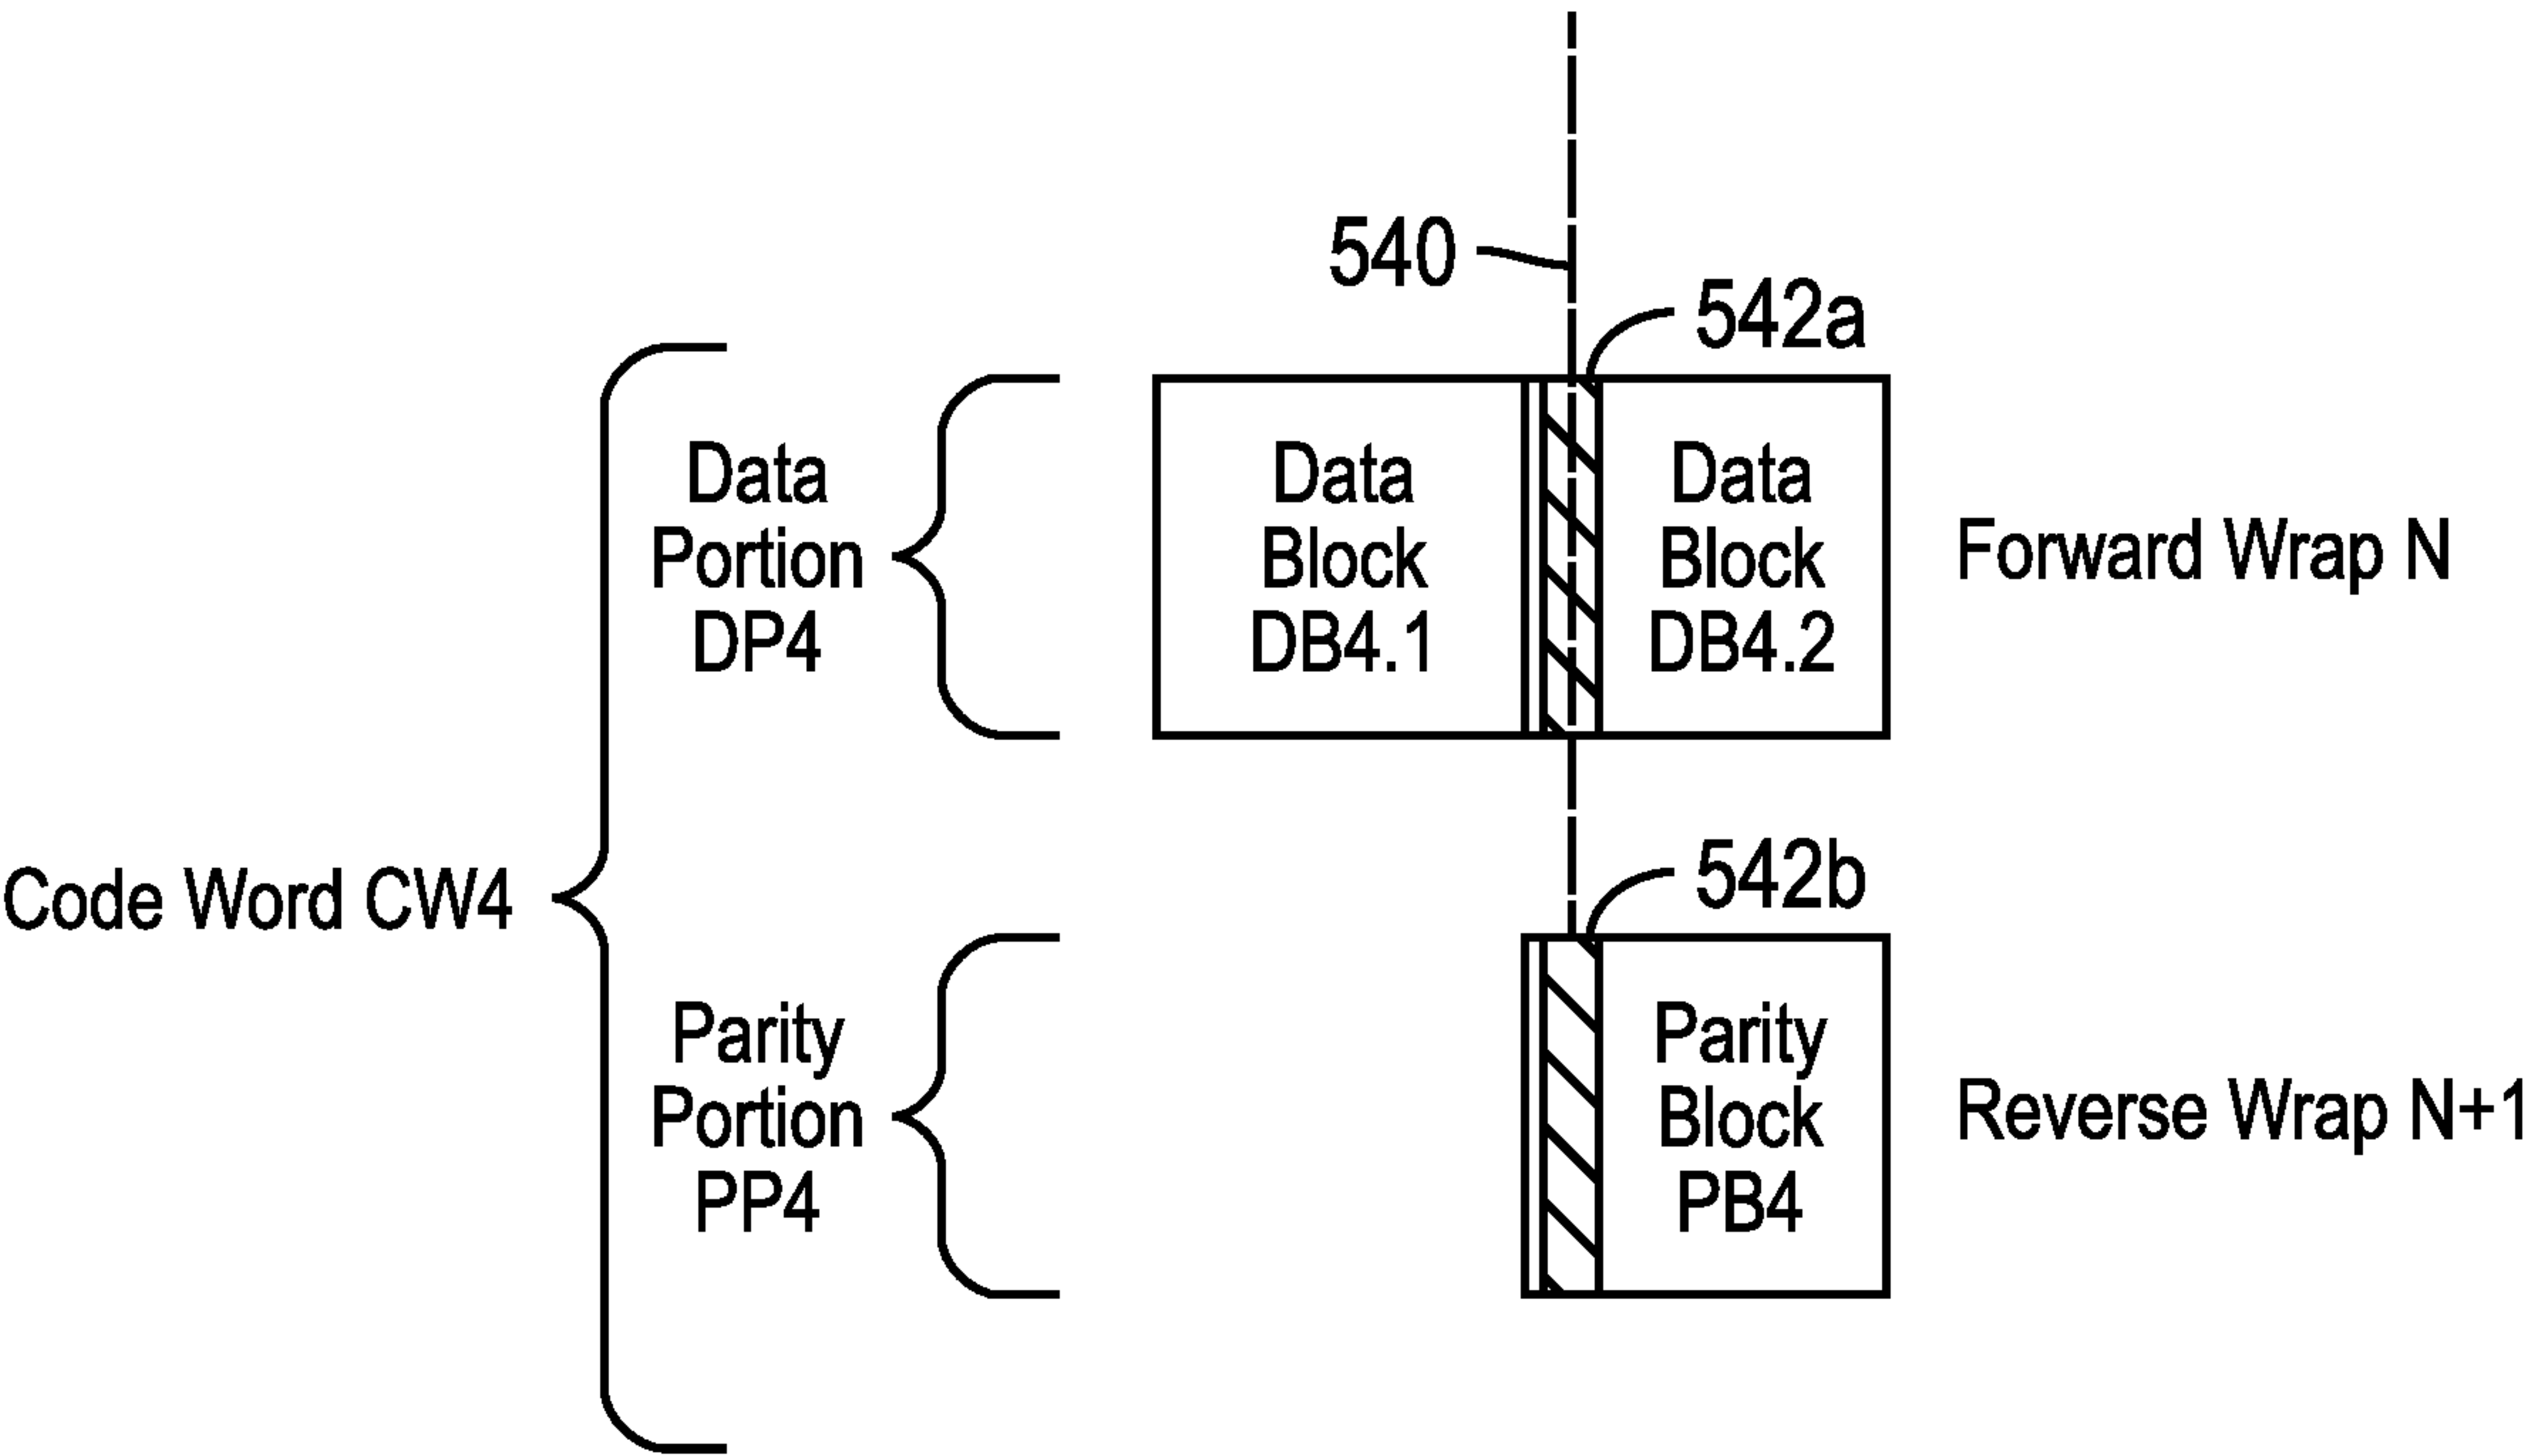 540
542a
Data
Portion
DP4
Data
Block
DB4.1
Data
Block
DB4.2
Forward Wrap N
Code Word CW4
542b
Parity
Portion
PP4
Parity
Block
PB4
Reverse Wrap N+1